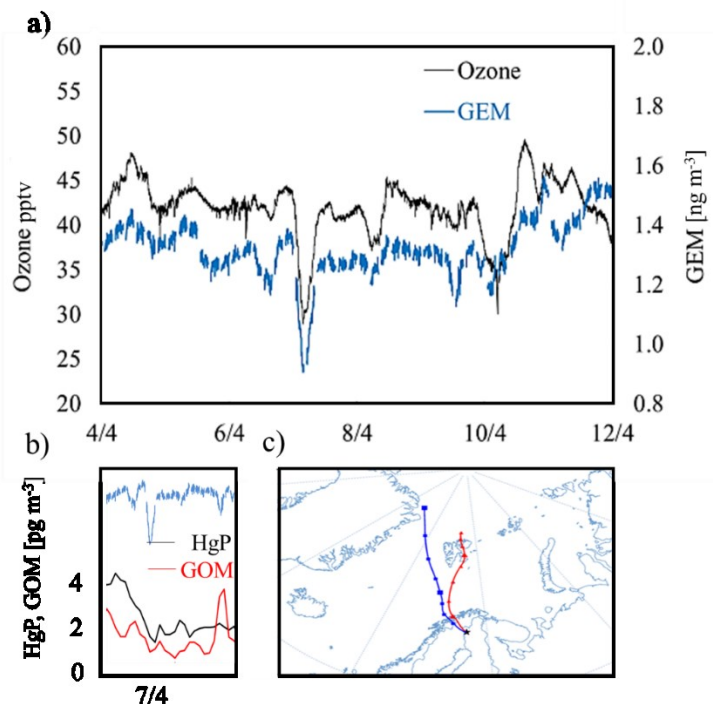 a)
60
55
50
45
40
35
30
25
20
Ozone pptv
Ozone
GEM
2.0
1.8
1.6
1.4
1.2
1.0
0.8
GEM [ng m⁻³]
4/4 6/4 8/4 10/4 12/4
b)
c)
HgP, GOM [pg m⁻³]
HgP
GOM
4
2
0
7/4